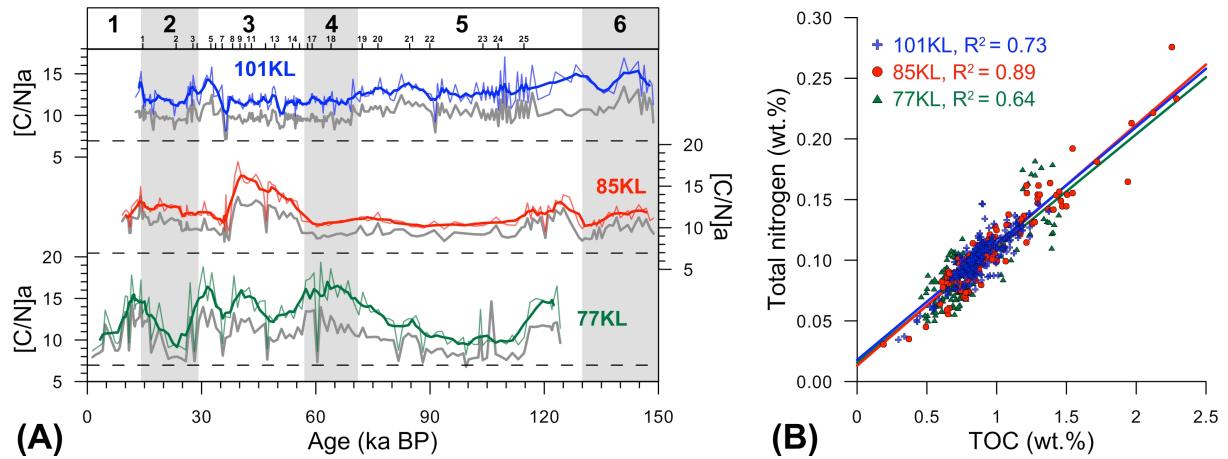 1 2 3 4 5 6
1 2 3 5 7 8 9 11 13 14 17 18 19 20 21 22 23 24 25
15
10
5
[C/N]a
101KL
20
15
10
5
[C/N]a
85KL
20
15
10
5
[C/N]a
77KL
0 30 60 90 120 150
Age (ka BP)
(A)
0.30
0.25
0.20
0.15
0.10
0.05
0.00
Total nitrogen (wt.%)
101KL, R² = 0.73
85KL, R² = 0.89
77KL, R² = 0.64
0 0.5 1 1.5 2 2.5
TOC (wt.%)
(B)